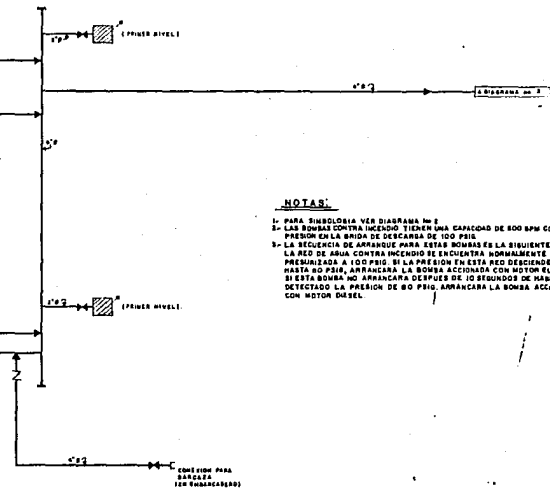 (PRIMER NIVEL)
A DIAGRAMA No 2
NOTAS:
1- PARA SIMBOLOGIA VER DIAGRAMA No 2
2- LAS BOMBAS CONTRA INCENDIO TIENEN UNA CAPACIDAD DE 500 GPM
PRESION EN LA BRIDA DE DESCARGA DE 100 PSIG
3- LA SECUENCIA DE ARRANQUE PARA ESTAS BOMBAS ES LA SIGUIENTE
LA RED DE AGUA CONTRA INCENDIO SE ENCUENTRA NORMALMENTE
PRESURIZADA A 100 PSIG. SI LA PRESION EN ESTA RED DESCIENDE
HASTA 80 PSIG, ARRANCARA LA BOMBA ACCIONADA CON MOTOR EL
SI ESTA BOMBA NO ARRANCARA DESPUES DE 10 SEGUNDOS DE HAB
DETECTADO LA PRESION DE 80 PSIG. ARRANCARA LA BOMBA ACC
CON MOTOR DIESEL.
(PRIMER NIVEL)
CONEXION PARA
BARCAZA
(EN EMBARCADERO)